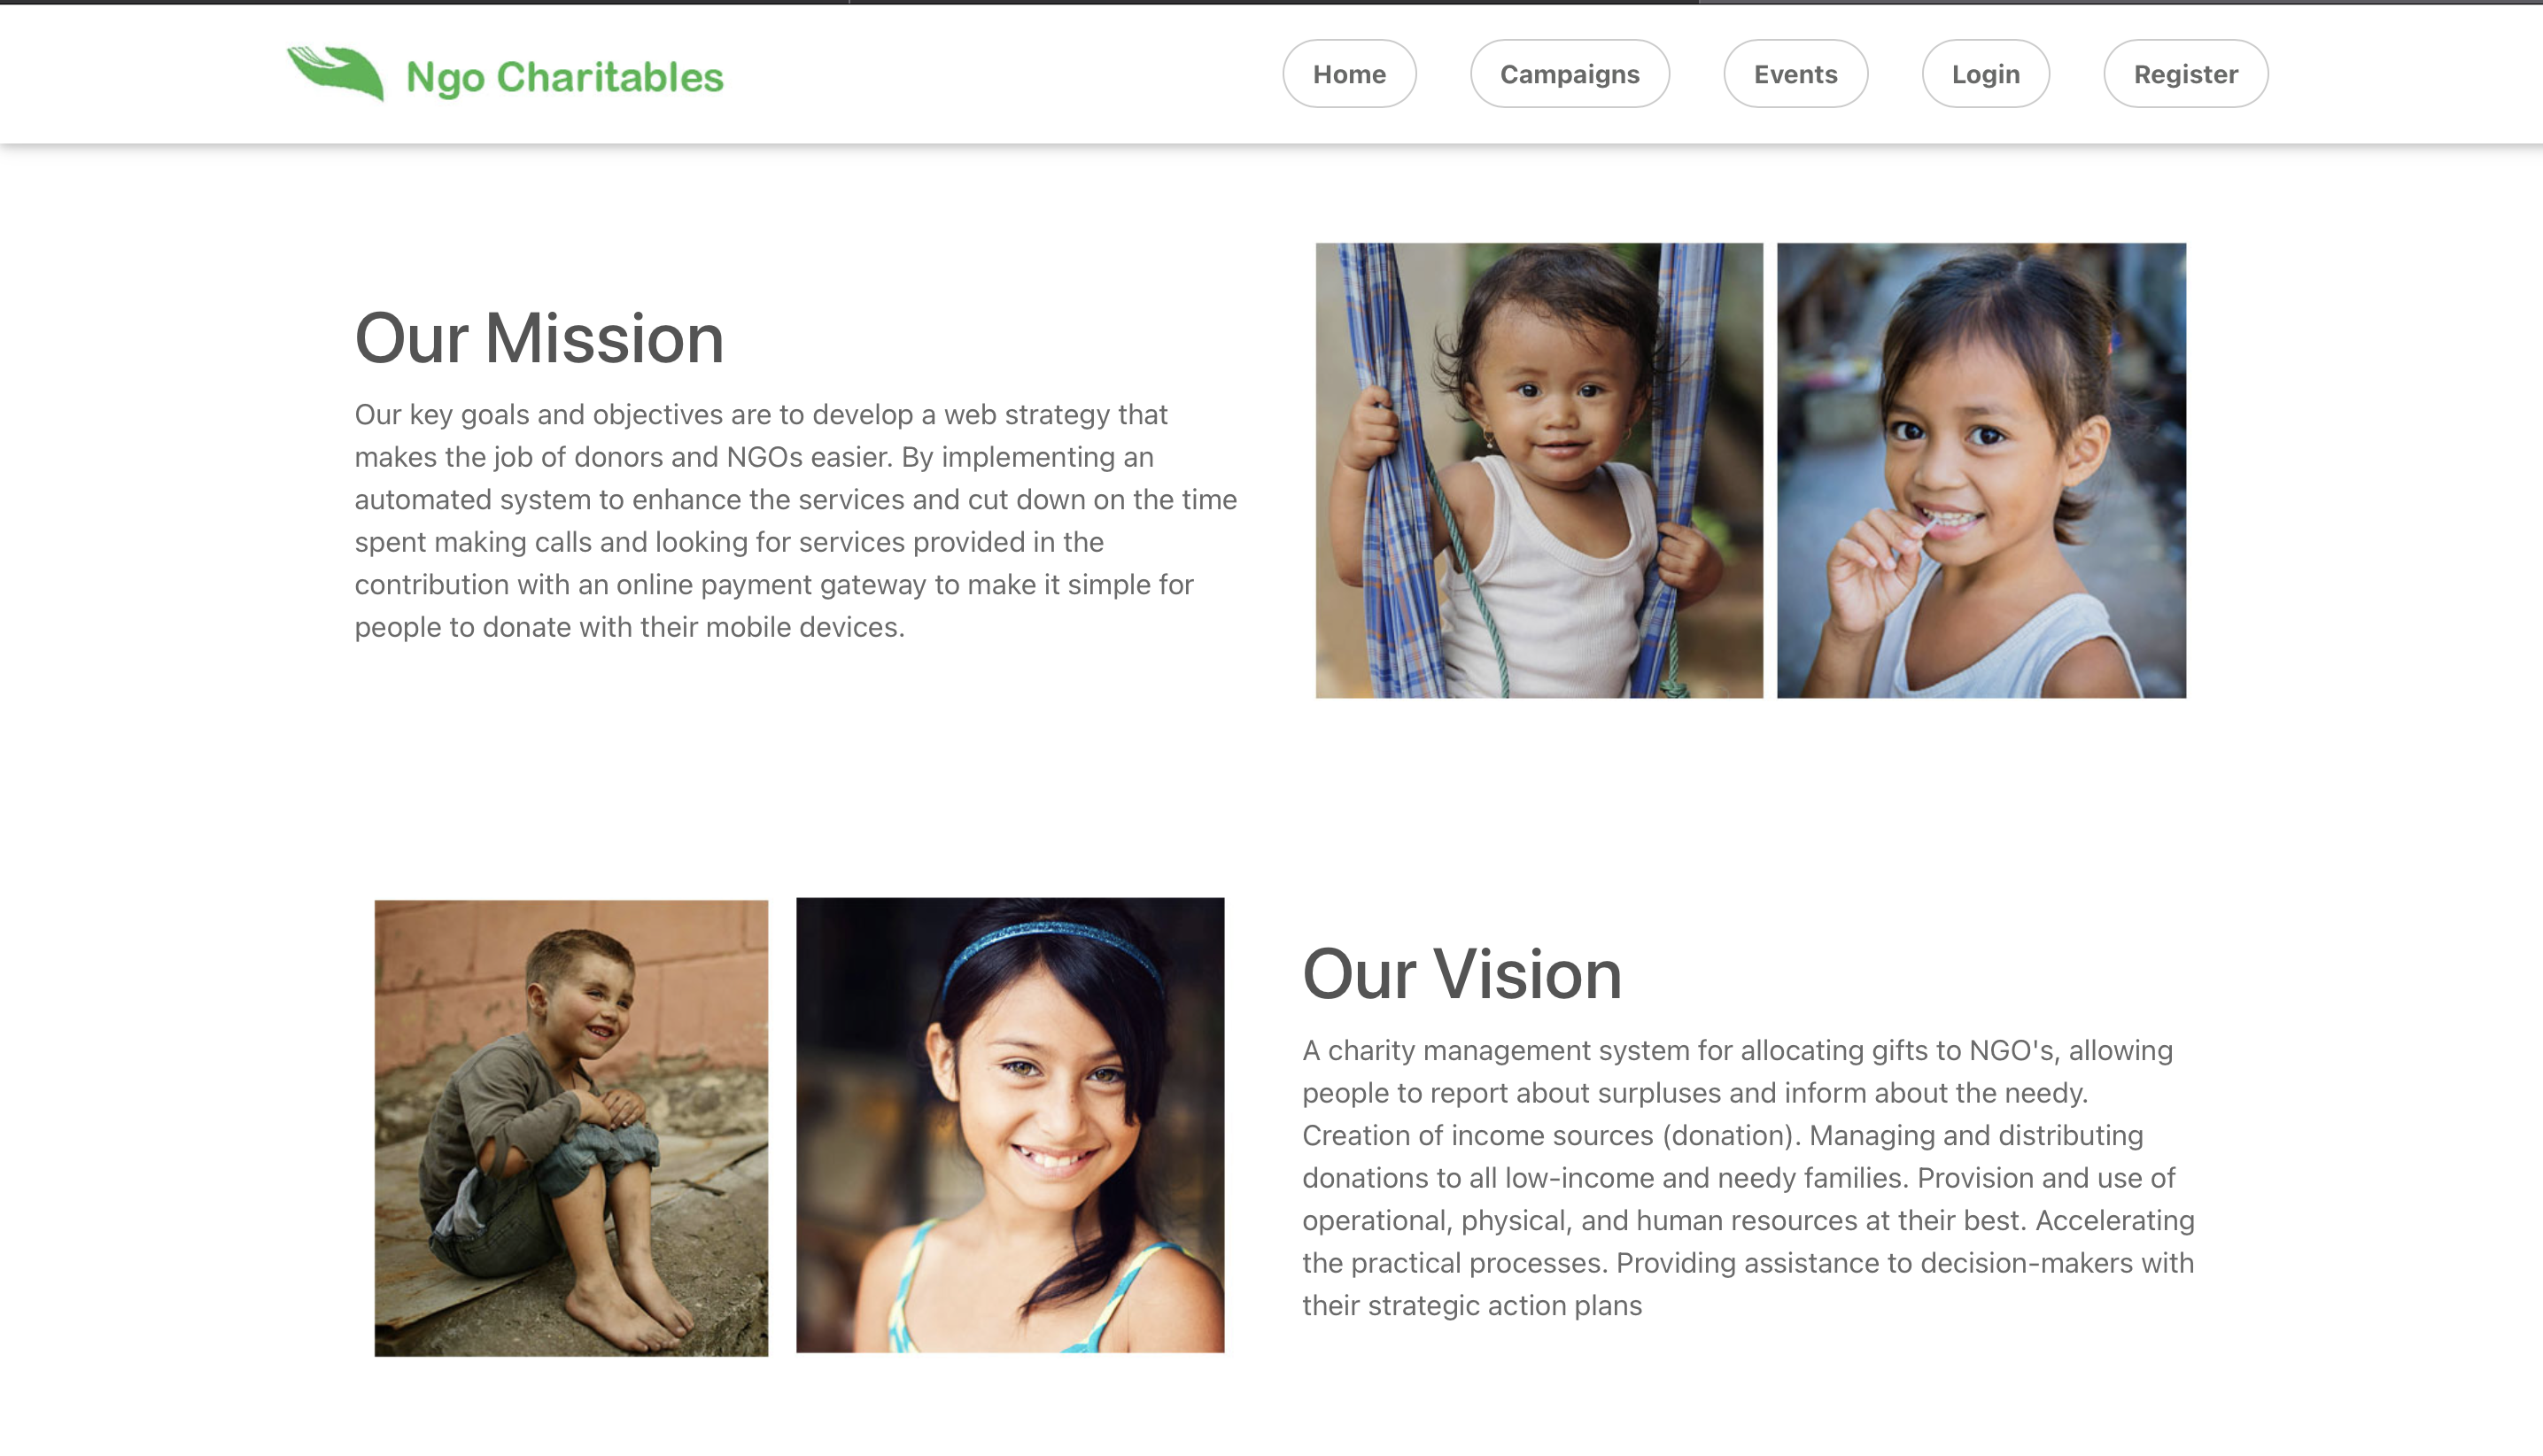 Ngo Charitables
Home
Campaigns
Events
Login
Register
Our Mission
Our key goals and objectives are to develop a web strategy that
makes the job of donors and NGOs easier. By implementing an
automated system to enhance the services and cut down on the time
spent making calls and looking for services provided in the
contribution with an online payment gateway to make it simple for
people to donate with their mobile devices.
Our Vision
A charity management system for allocating gifts to NGO's, allowing
people to report about surpluses and inform about the needy.
Creation of income sources (donation). Managing and distributing
donations to all low-income and needy families. Provision and use of
operational, physical, and human resources at their best. Accelerating
the practical processes. Providing assistance to decision-makers with
their strategic action plans